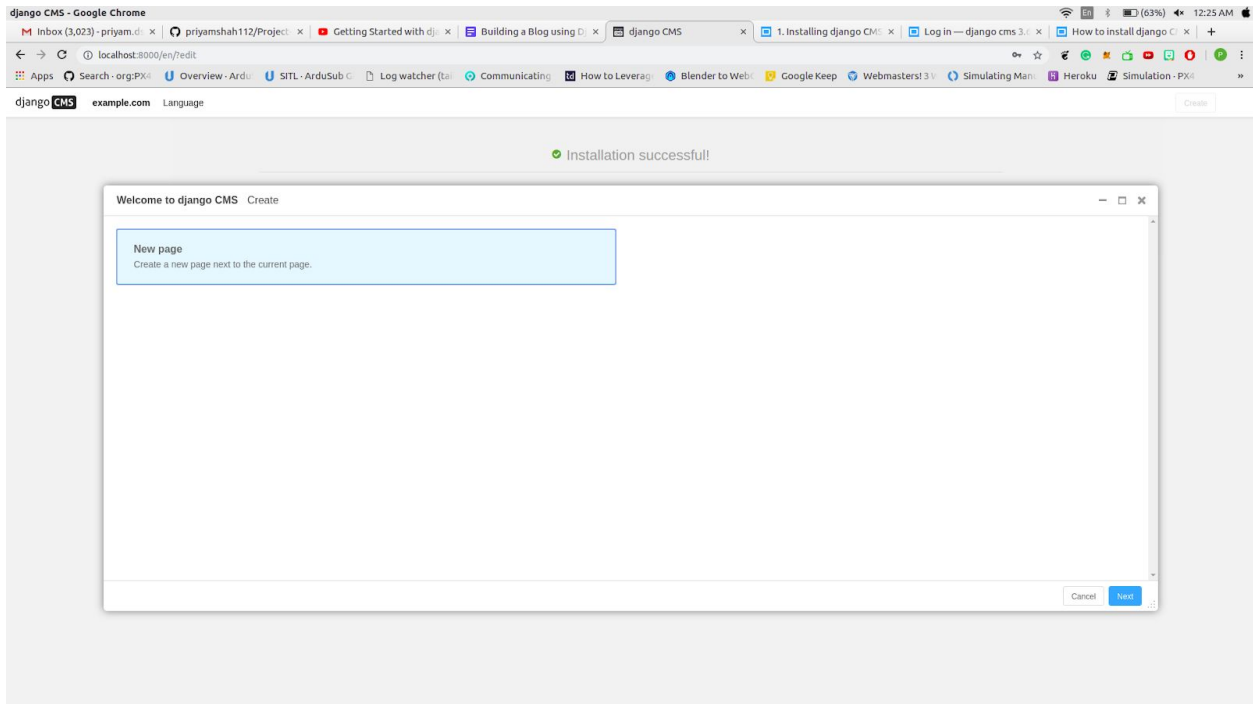 django CMS - Google Chrome
En (63%) 12:25 AM
Inbox (3,023) - priyam.d
priyamshah112/Project
Getting Started with dj
Building a Blog using D
django CMS
1. Installing django CMS
Log in — django cms 3.
How to install django C
localhost:8000/en/?edit
Apps
Search · org:PX4
Overview · Ardu
SITL · ArduSub G
Log watcher (tai
Communicating
How to Leverag
Blender to Web
Google Keep
Webmasters! 3
Simulating Man
Heroku
Simulation · PX4
»
django CMS example.com Language Create
Installation successful!
Welcome to django CMS Create
New page
Create a new page next to the current page.
Cancel Next